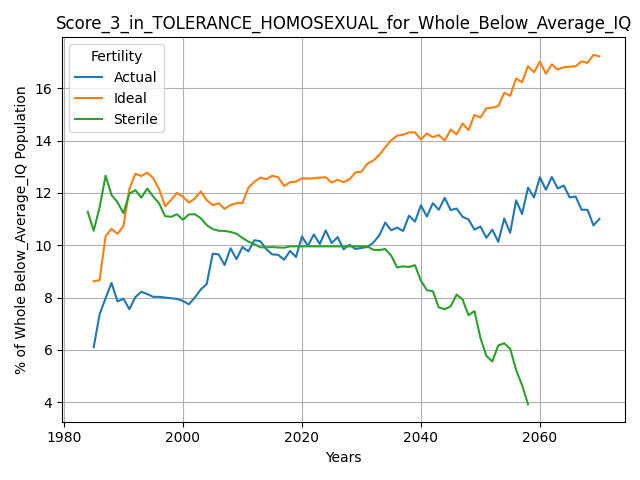 Score_3_in_TOLERANCE_HOMOSEXUAL_for_Whole_Below_Average_IQ
% of Whole Below_Average_IQ Population
Fertility
Actual
Ideal
Sterile
16
14
12
10
8
6
4
1980 2000 2020 2040 2060
Years